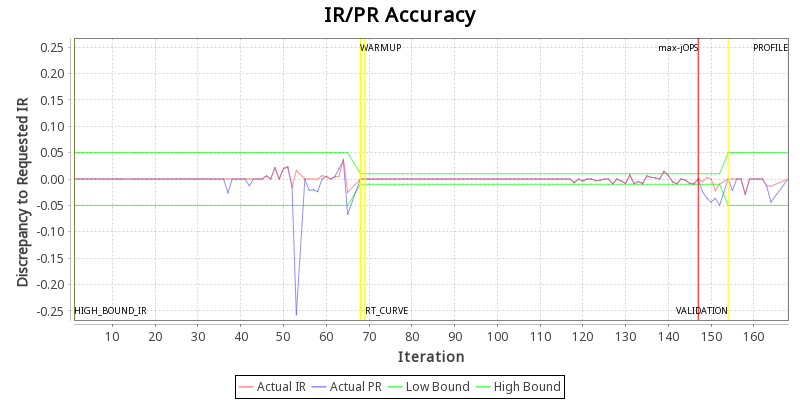 IR/PR Accuracy
Discrepancy to Requested IR
0.25
0.20
0.15
0.10
0.05
0.00
-0.05
-0.10
-0.15
-0.20
-0.25
WARMUP
max-jOPS
PROFILE
HIGH_BOUND_IR
RT_CURVE
VALIDATION
10 20 30 40 50 60 70 80 90 100 110 120 130 140 150 160
Iteration
Actual IR Actual PR Low Bound High Bound